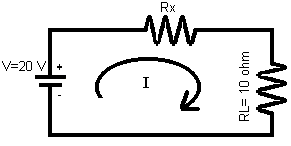 Rx
V=20 V
+
-
I
RL= 10 ohm